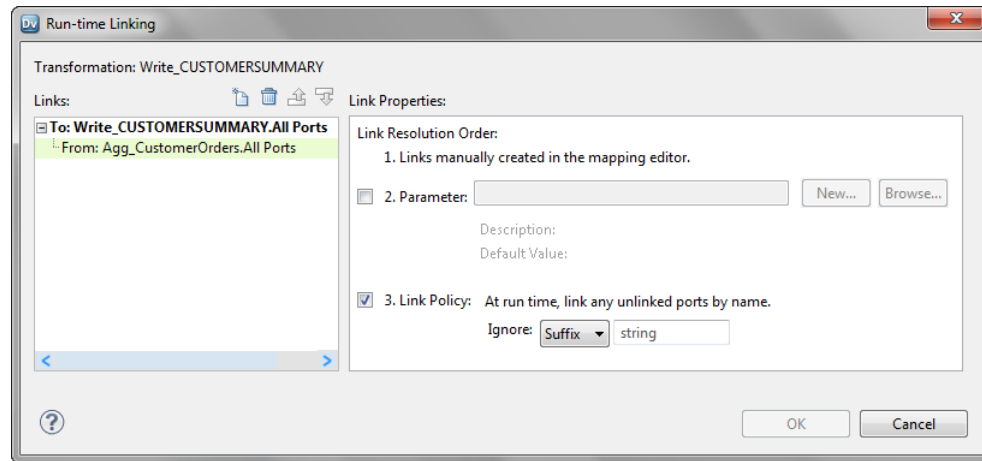 Dv Run-time Linking
Transformation: Write_CUSTOMERSUMMARY
Links:
Link Properties:
To: Write_CUSTOMERSUMMARY.All Ports
From: Agg_CustomerOrders.All Ports
Link Resolution Order:
1. Links manually created in the mapping editor.
2. Parameter: New... Browse...
Description:
Default Value:
3. Link Policy: At run time, link any unlinked ports by name.
Ignore: Suffix string
? OK Cancel